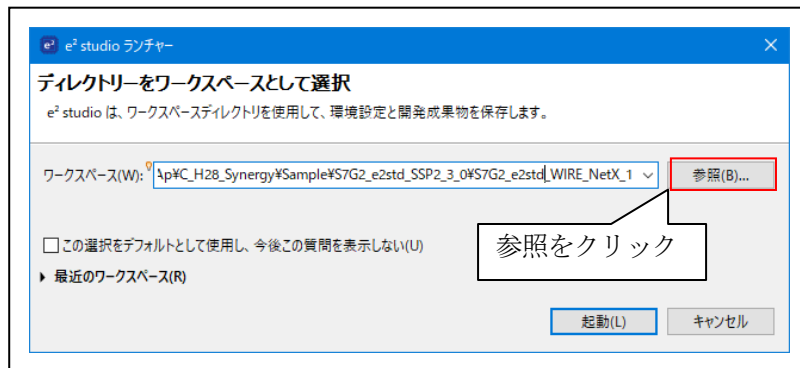 e² studio ランチャー
ディレクトリーをワークスペースとして選択
e² studio は、ワークスペースディレクトリを使用して、環境設定と開発成果物を保存します。
ワークスペース(W): Ap¥C_H28_Synergy¥Sample¥S7G2_e2std_SSP2_3_0¥S7G2_e2std_WIRE_NetX_1 参照(B)...
参照をクリック
この選択をデフォルトとして使用し、今後この質問を表示しない(U)
最近のワークスペース(R)
起動(L) キャンセル